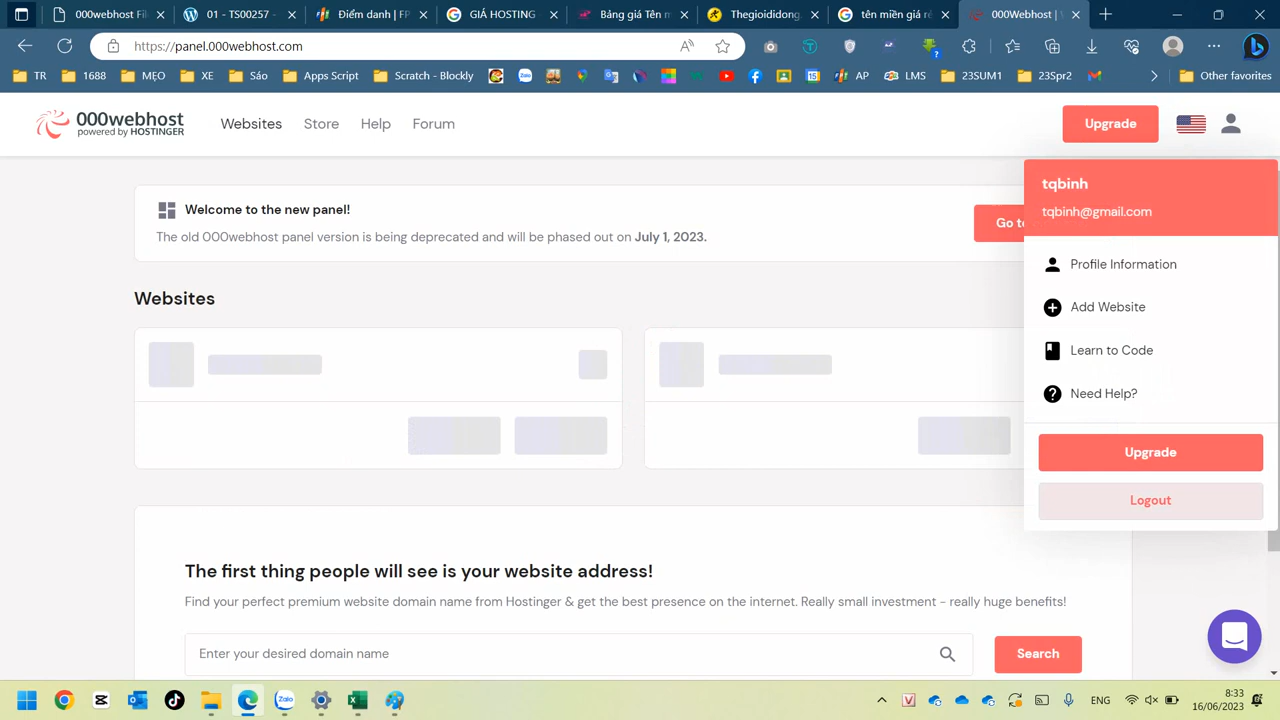 000webhost Fil
01 - TS00257 -
Điểm danh | FP
GIÁ HOSTING
Bảng giá Tên m
Thegioididong.
tên miền giá rẻ
000Webhost | W
https://panel.000webhost.com
TR
1688
MẸO
XE
Sáo
Apps Script
Scratch - Blockly
AP
LMS
23SUM1
23Spr2
Other favorites
000webhost
powered by HOSTINGER
Websites
Store
Help
Forum
Upgrade
tqbinh
tqbinh@gmail.com
Welcome to the new panel!
The old 000webhost panel version is being deprecated and will be phased out on July 1, 2023.
Go to
Profile Information
Add Website
Learn to Code
Need Help?
Upgrade
Logout
Websites
The first thing people will see is your website address!
Find your perfect premium website domain name from Hostinger & get the best presence on the internet. Really small investment - really huge benefits!
Enter your desired domain name
Search
ENG
8:33
16/06/2023